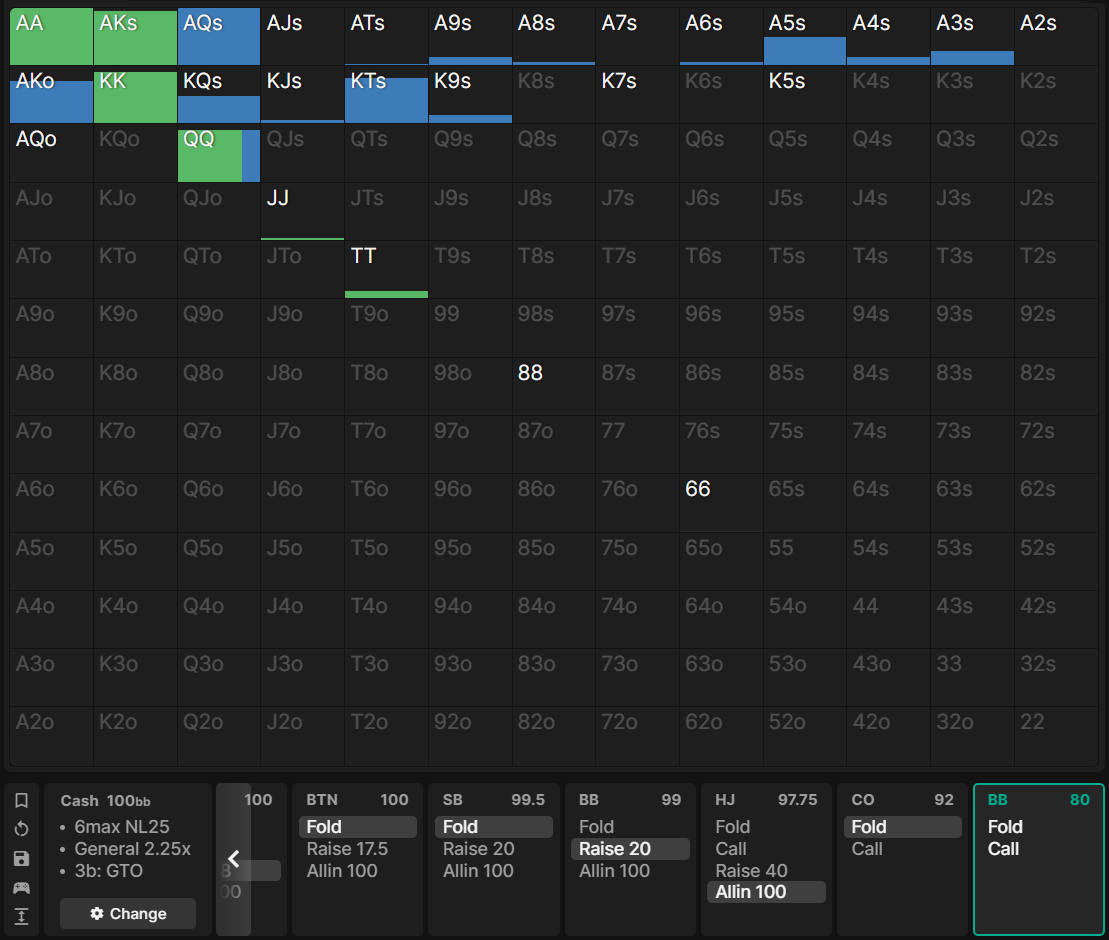 AA AKs AQs AJs ATs A9s A8s A7s A6s A5s A4s A3s A2s
AKo KK KQs KJs KTs K9s K8s K7s K6s K5s K4s K3s K2s
AQo KQo QQ QJs QTs Q9s Q8s Q7s Q6s Q5s Q4s Q3s Q2s
AJo KJo QJo JJ JTs J9s J8s J7s J6s J5s J4s J3s J2s
ATo KTo QTo JTo TT T9s T8s T7s T6s T5s T4s T3s T2s
A9o K9o Q9o J9o T9o 99 98s 97s 96s 95s 94s 93s 92s
A8o K8o Q8o J8o T8o 98o 88 87s 86s 85s 84s 83s 82s
A7o K7o Q7o J7o T7o 97o 87o 77 76s 75s 74s 73s 72s
A6o K6o Q6o J6o T6o 96o 86o 76o 66 65s 64s 63s 62s
A5o K5o Q5o J5o T5o 95o 85o 75o 65o 55 54s 53s 52s
A4o K4o Q4o J4o T4o 94o 84o 74o 64o 54o 44 43s 42s
A3o K3o Q3o J3o T3o 93o 83o 73o 63o 53o 43o 33 32s
A2o K2o Q2o J2o T2o 92o 82o 72o 62o 52o 42o 32o 22
Cash 100bb
• 6max NL25
• General 2.25x
• 3b: GTO
Change
100
8
00
BTN 100
Fold
Raise 17.5
Allin 100
SB 99.5
Fold
Raise 20
Allin 100
BB 99
Fold
Raise 20
Allin 100
HJ 97.75
Fold
Call
Raise 40
Allin 100
CO 92
Fold
Call
BB 80
Fold
Call